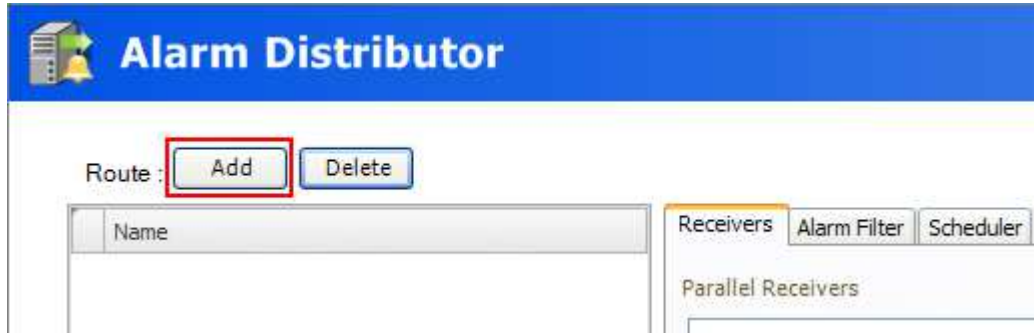 Alarm Distributor
Route : Add Delete
Name
Receivers Alarm Filter Scheduler
Parallel Receivers